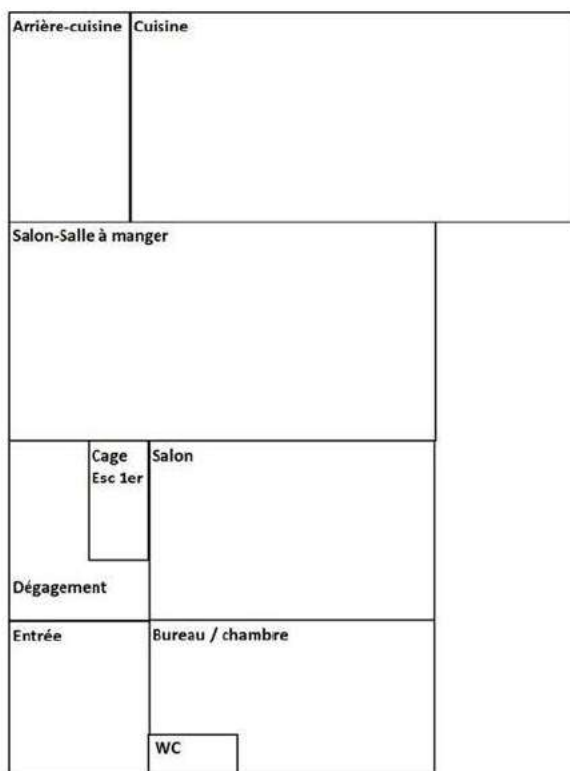 Arrière-cuisine
Cuisine
Salon-Salle à manger
Cage
Esc 1er
Salon
Dégagement
Entrée
Bureau / chambre
WC